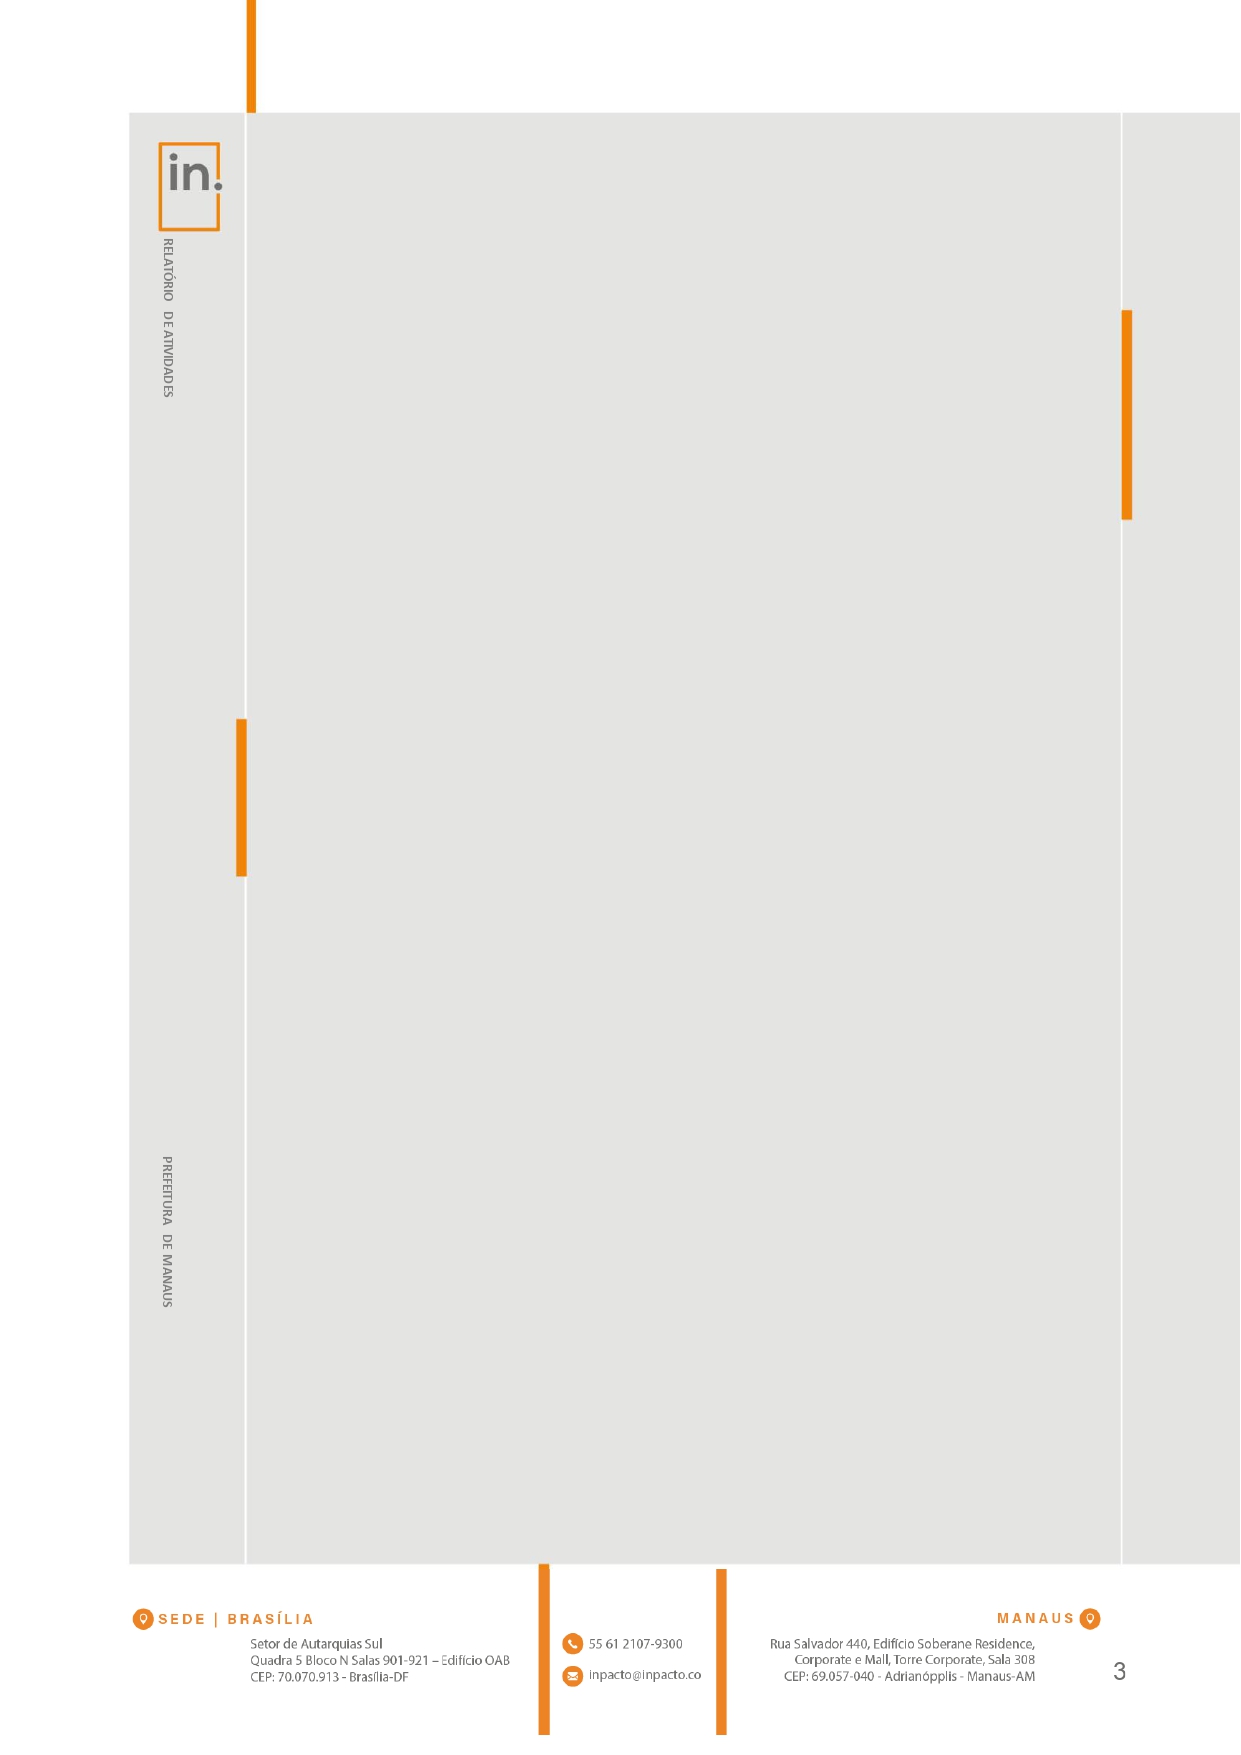 in.
RELATÓRIO DE ATIVIDADES
PREFEITURA DE MANAUS
SEDE | BRASÍLIA
Setor de Autarquias Sul
Quadra 5 Bloco N Salas 901-921 – Edifício OAB
CEP: 70.070.913 - Brasília-DF
55 61 2107-9300
inpacto@inpacto.co
MANAUS
Rua Salvador 440, Edifício Soberane Residence,
Corporate e Mall, Torre Corporate, Sala 308
CEP: 69.057-040 - Adrianópplis - Manaus-AM
3